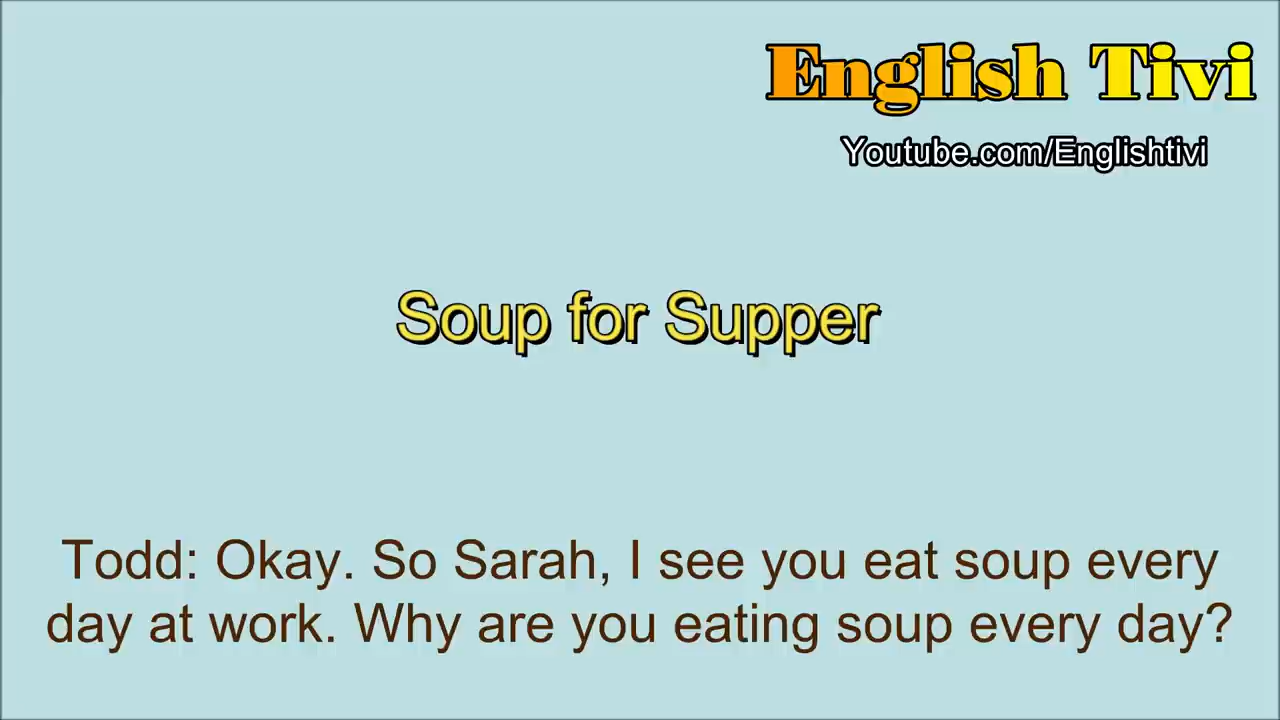 English Tivi
Youtube.com/Englishtivi
Soup for Supper
Todd: Okay. So Sarah, I see you eat soup every
day at work. Why are you eating soup every day?